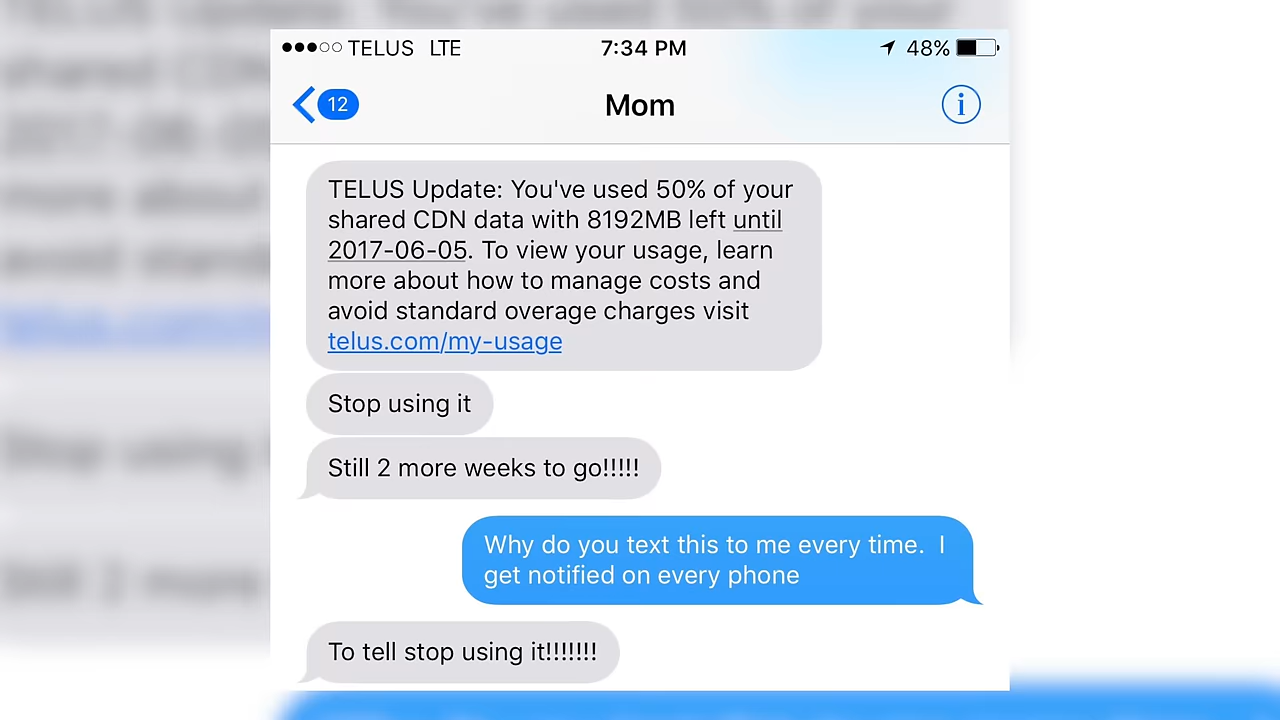 TELUS LTE 7:34 PM 48%
12 Mom i
TELUS Update: You've used 50% of your
shared CDN data with 8192MB left until
2017-06-05. To view your usage, learn
more about how to manage costs and
avoid standard overage charges visit
telus.com/my-usage
Stop using it
Still 2 more weeks to go!!!!!
Why do you text this to me every time.  I
get notified on every phone
To tell stop using it!!!!!!!